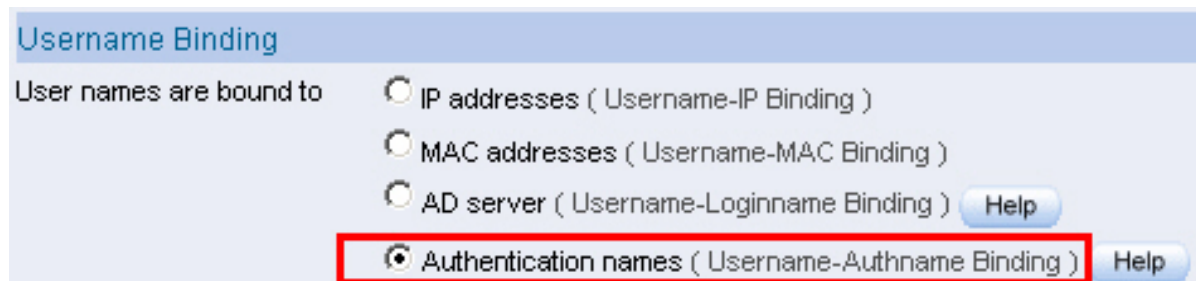 Username Binding
User names are bound to IP addresses ( Username-IP Binding )
MAC addresses ( Username-MAC Binding )
AD server ( Username-Loginname Binding ) Help
Authentication names ( Username-Authname Binding ) Help